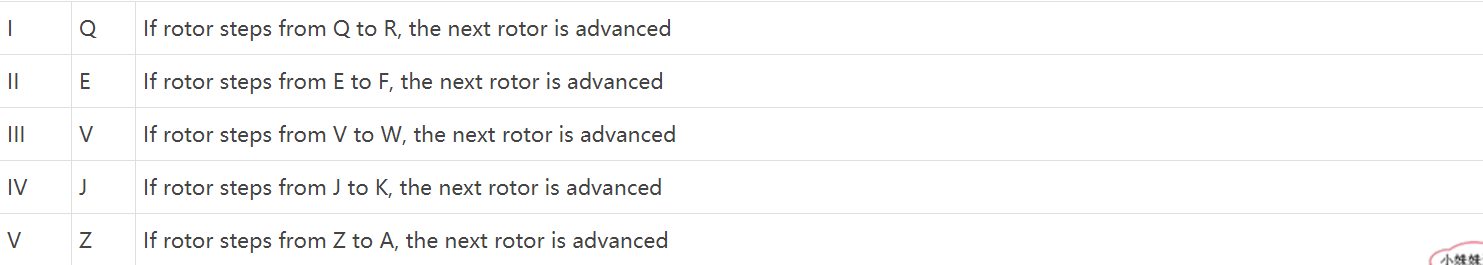 I Q If rotor steps from Q to R, the next rotor is advanced
II E If rotor steps from E to F, the next rotor is advanced
III V If rotor steps from V to W, the next rotor is advanced
IV J If rotor steps from J to K, the next rotor is advanced
V Z If rotor steps from Z to A, the next rotor is advanced
小妹妹